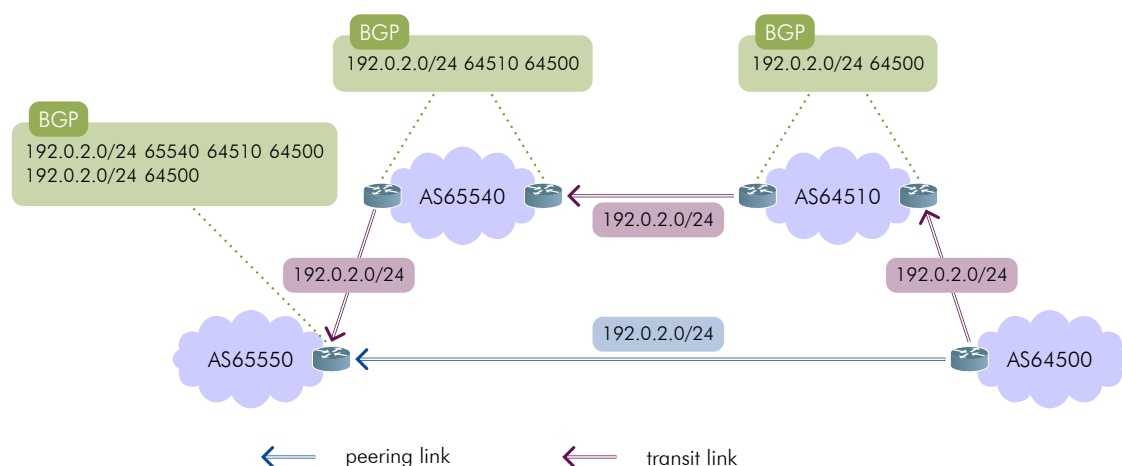 BGP
192.0.2.0/24 64510 64500
BGP
192.0.2.0/24 64500
BGP
192.0.2.0/24 65540 64510 64500
192.0.2.0/24 64500
AS65540
AS64510
192.0.2.0/24
192.0.2.0/24
192.0.2.0/24
192.0.2.0/24
AS65550
AS64500
peering link
transit link